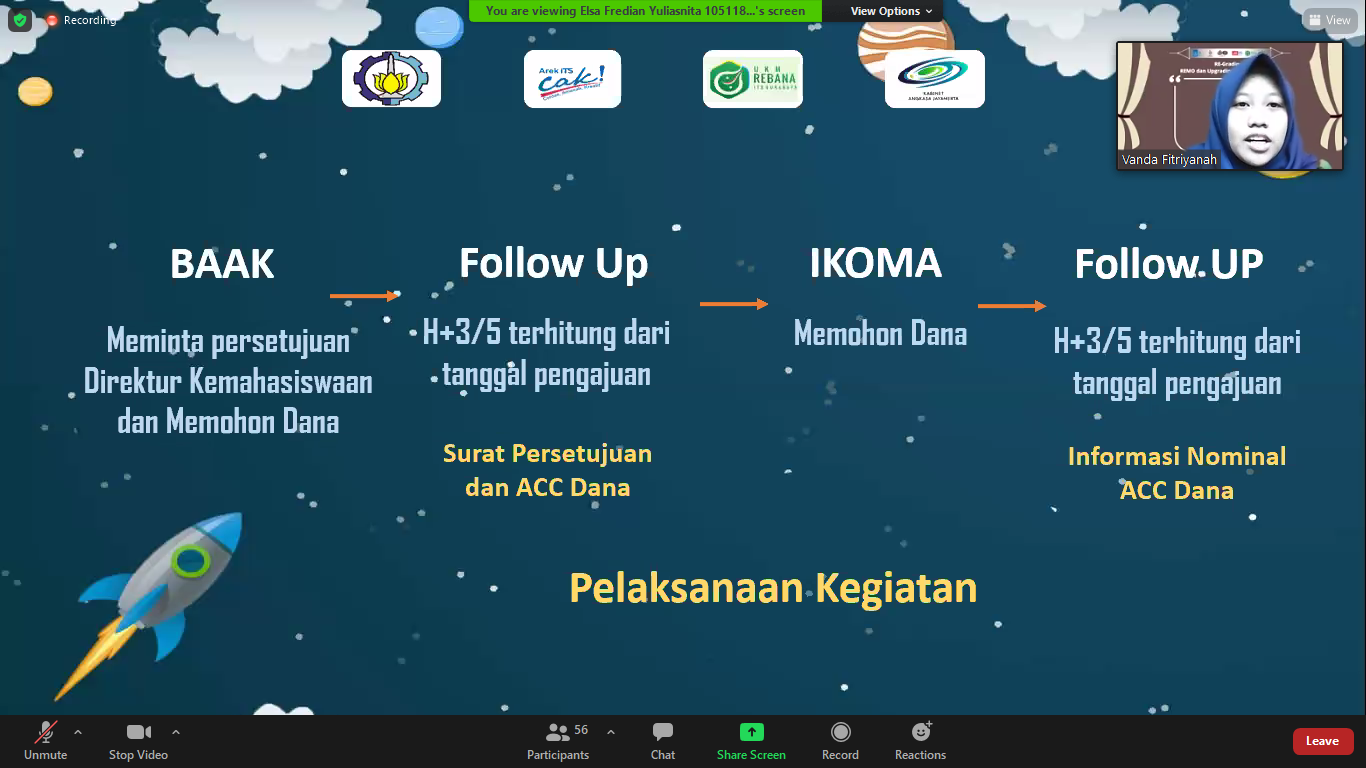 Recording
You are viewing Elsa Fredian Yuliasnita 105118...'s screen
View Options
View
Arek ITS
cak!
UKM
REBANA
ITS SURABAYA
KABINET
ANGKASA JAYAMERTA
Vanda Fitriyanah
BAAK
Meminta persetujuan
Direktur Kemahasiswaan
dan Memohon Dana
Follow Up
H+3/5 terhitung dari
tanggal pengajuan
Surat Persetujuan
dan ACC Dana
IKOMA
Memohon Dana
Follow UP
H+3/5 terhitung dari
tanggal pengajuan
Informasi Nominal
ACC Dana
Pelaksanaan Kegiatan
Unmute
Stop Video
Participants
56
Chat
Share Screen
Record
Reactions
Leave